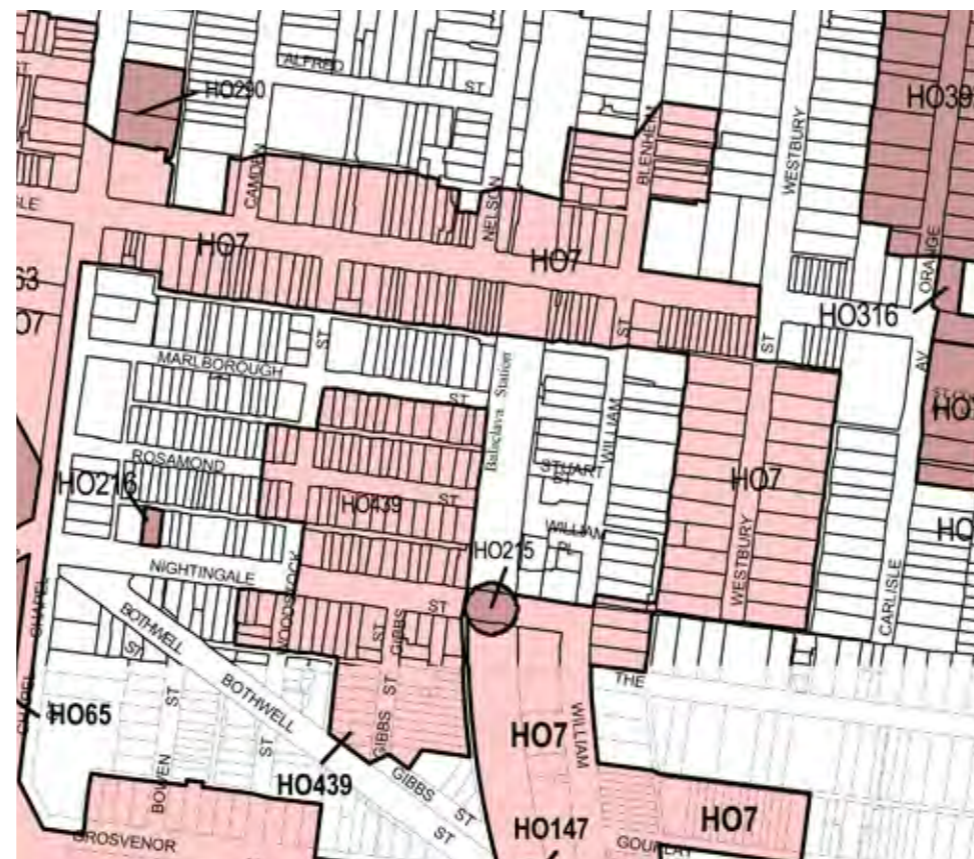 ALFRED
ST
HO290
ST
HO39
WESTBURY
BLENHEIM
CAMDEN
NELSON
HO7
HO7
ORANGE
HO316
63
O7
ST
ST
ST
AV
MARLBOROUGH
ST
Balaclava Station
WILLIAM
ROSAMOND
STUART
ST
HO7
HO216
HO439
ST
WILLIAM
PL
HO215
HO
NIGHTINGALE
WOODSTOCK
ST
WESTBURY
CARLISLE
CHAPEL
BOTHWELL
ST
ST
GIBBS
THE
BOTHWELL
ST
ST
ST
GIBBS
WILLIAM
HO65
HO7
HO439
BOWEN
GIBBS
ST
ST
HO147
HO7
GROSVENOR
GOURLAY